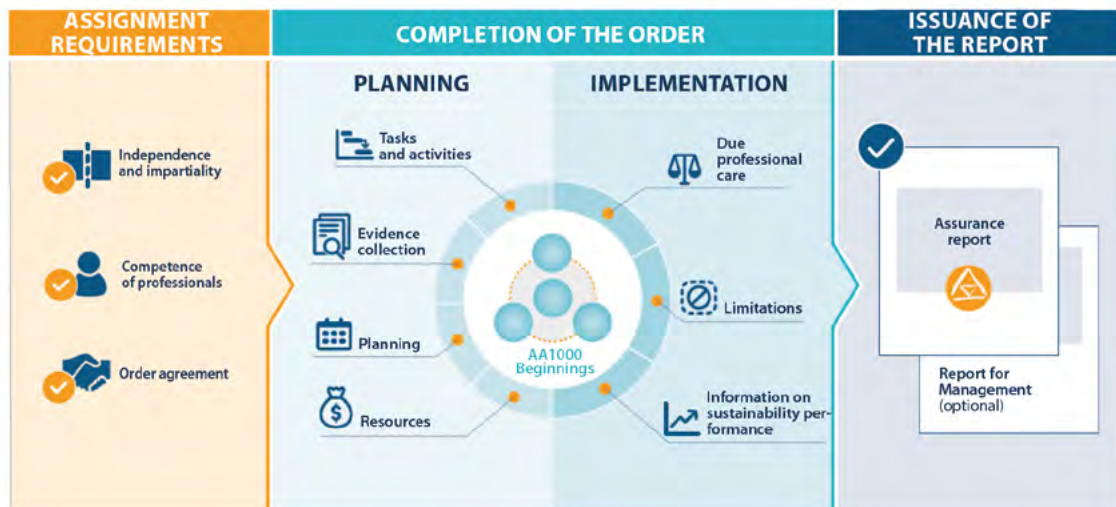 ASSIGNMENT
REQUIREMENTS
COMPLETION OF THE ORDER
ISSUANCE OF
THE REPORT
PLANNING
IMPLEMENTATION
Independence
and impartiality
Competence
of professionals
Order agreement
Tasks
and activities
Evidence
collection
Planning
Resources
AA1000
Beginnings
Due
professional
care
Limitations
Information on
sustainability per-
formance
Assurance
report
Report for
Management
(optional)